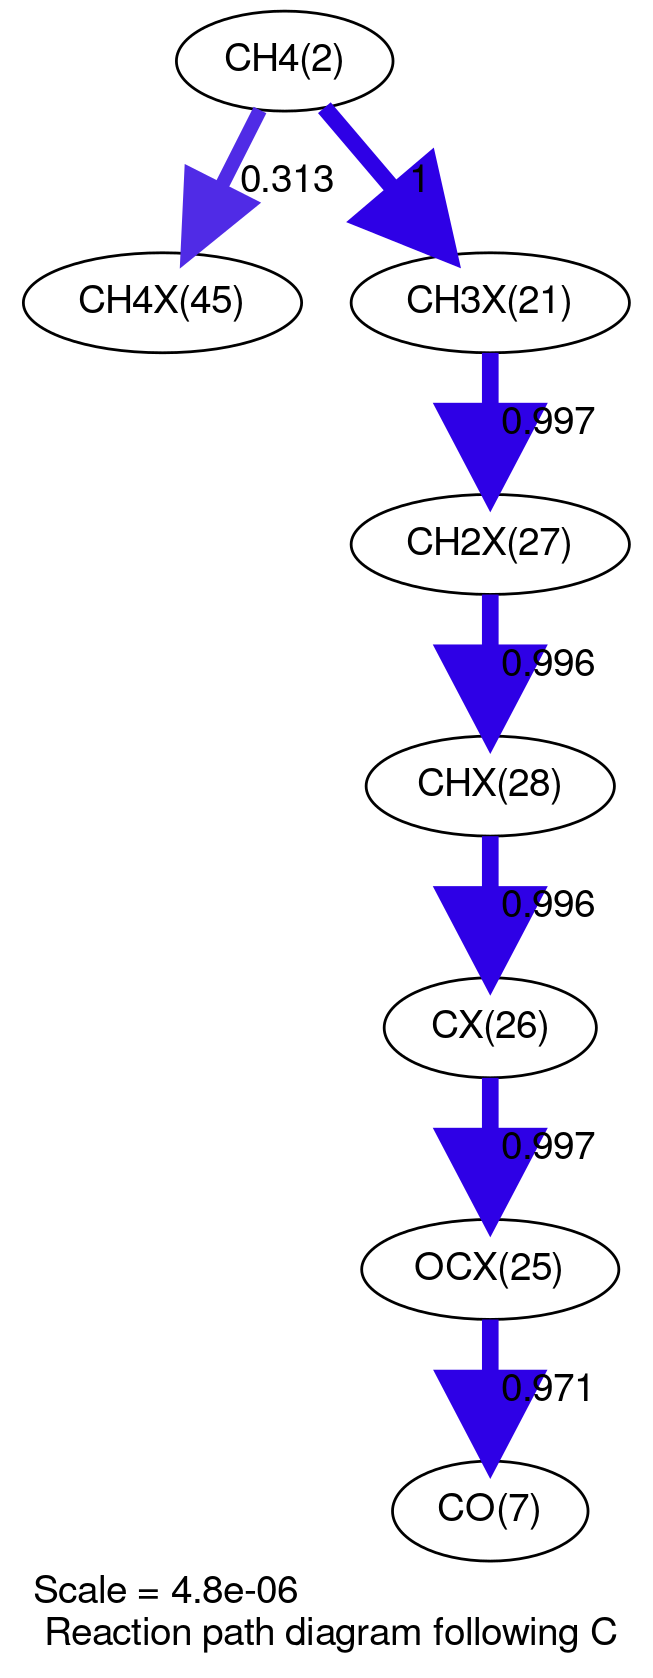 CH4(2)
0.313
1
CH4X(45)
CH3X(21)
0.997
CH2X(27)
0.996
CHX(28)
0.996
CX(26)
0.997
OCX(25)
0.971
CO(7)
Scale = 4.8e-06
Reaction path diagram following C